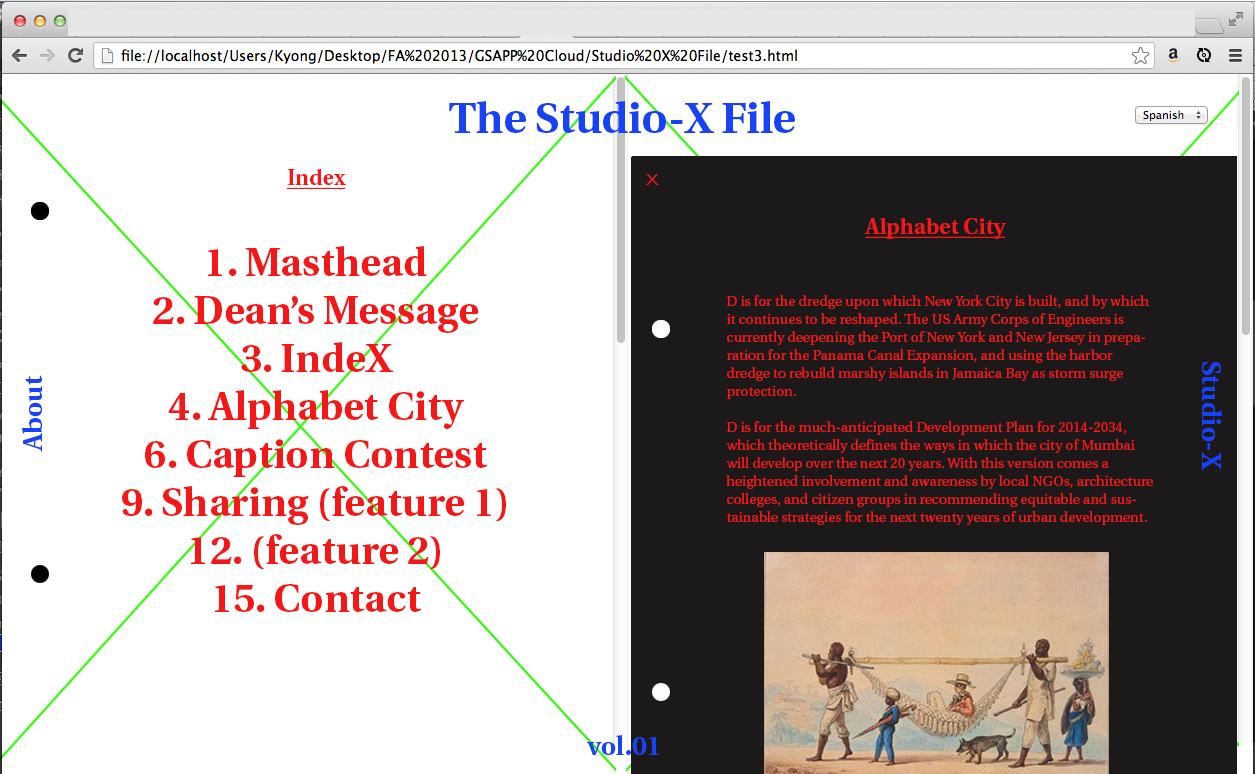 file://localhost/Users/Kyong/Desktop/FA%202013/GSAPP%20Cloud/Studio%20X%20File/test3.html
a
The Studio-X File
Spanish
Index
1. Masthead
2. Dean’s Message
3. IndeX
4. Alphabet City
6. Caption Contest
9. Sharing (feature 1)
12. (feature 2)
15. Contact
About
X
Alphabet City
D is for the dredge upon which New York City is built, and by which
it continues to be reshaped. The US Army Corps of Engineers is
currently deepening the Port of New York and New Jersey in prepa-
ration for the Panama Canal Expansion, and using the harbor
dredge to rebuild marshy islands in Jamaica Bay as storm surge
protection.
D is for the much-anticipated Development Plan for 2014-2034,
which theoretically defines the ways in which the city of Mumbai
will develop over the next 20 years. With this version comes a
heightened involvement and awareness by local NGOs, architecture
colleges, and citizen groups in recommending equitable and sus-
tainable strategies for the next twenty years of urban development.
Studio-X
vol.01